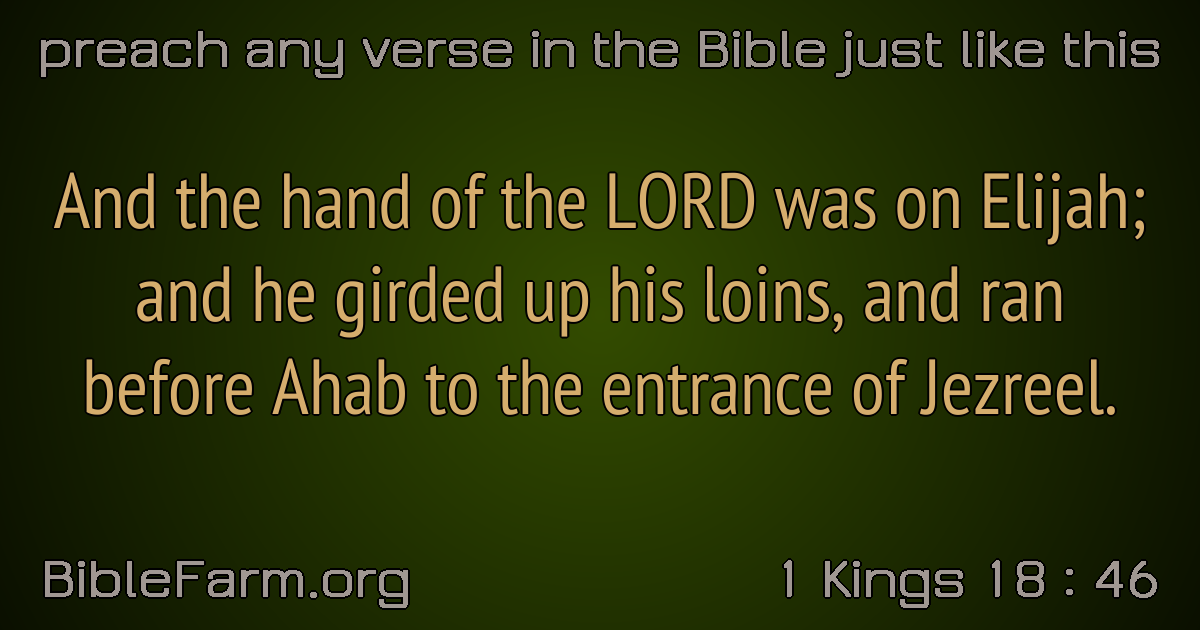 preach any verse in the Bible just like this
And the hand of the LORD was on Elijah;
and he girded up his loins, and ran
before Ahab to the entrance of Jezreel.
BibleFarm.org
1 Kings 18 : 46